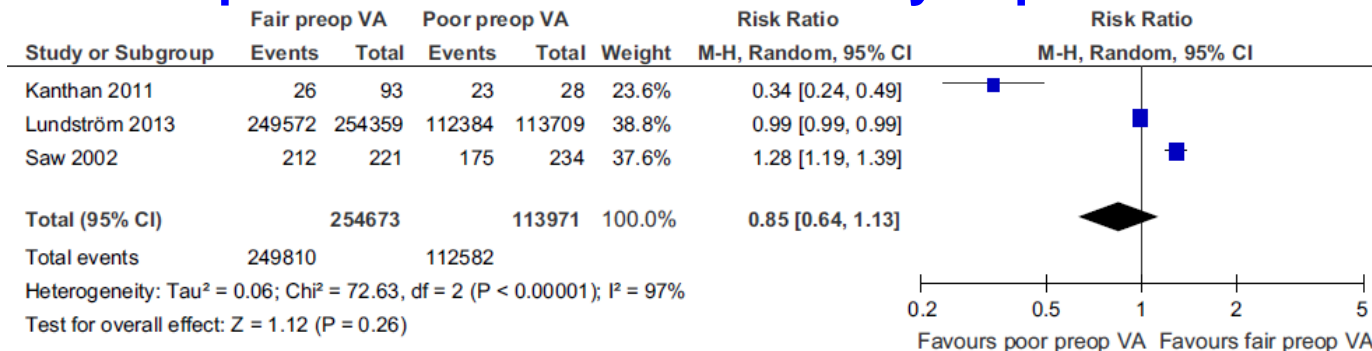 Fair preop VA Poor preop VA Risk Ratio Risk Ratio
Study or Subgroup Events Total Events Total Weight M-H, Random, 95% CI M-H, Random, 95% CI
Kanthan 2011 26 93 23 28 23.6% 0.34 [0.24, 0.49]
Lundström 2013 249572 254359 112384 113709 38.8% 0.99 [0.99, 0.99]
Saw 2002 212 221 175 234 37.6% 1.28 [1.19, 1.39]
Total (95% CI) 254673 113971 100.0% 0.85 [0.64, 1.13]
Total events 249810 112582
Heterogeneity: Tau² = 0.06; Chi² = 72.63, df = 2 (P < 0.00001); I² = 97%
Test for overall effect: Z = 1.12 (P = 0.26)
0.2 0.5 1 2 5
Favours poor preop VA Favours fair preop VA